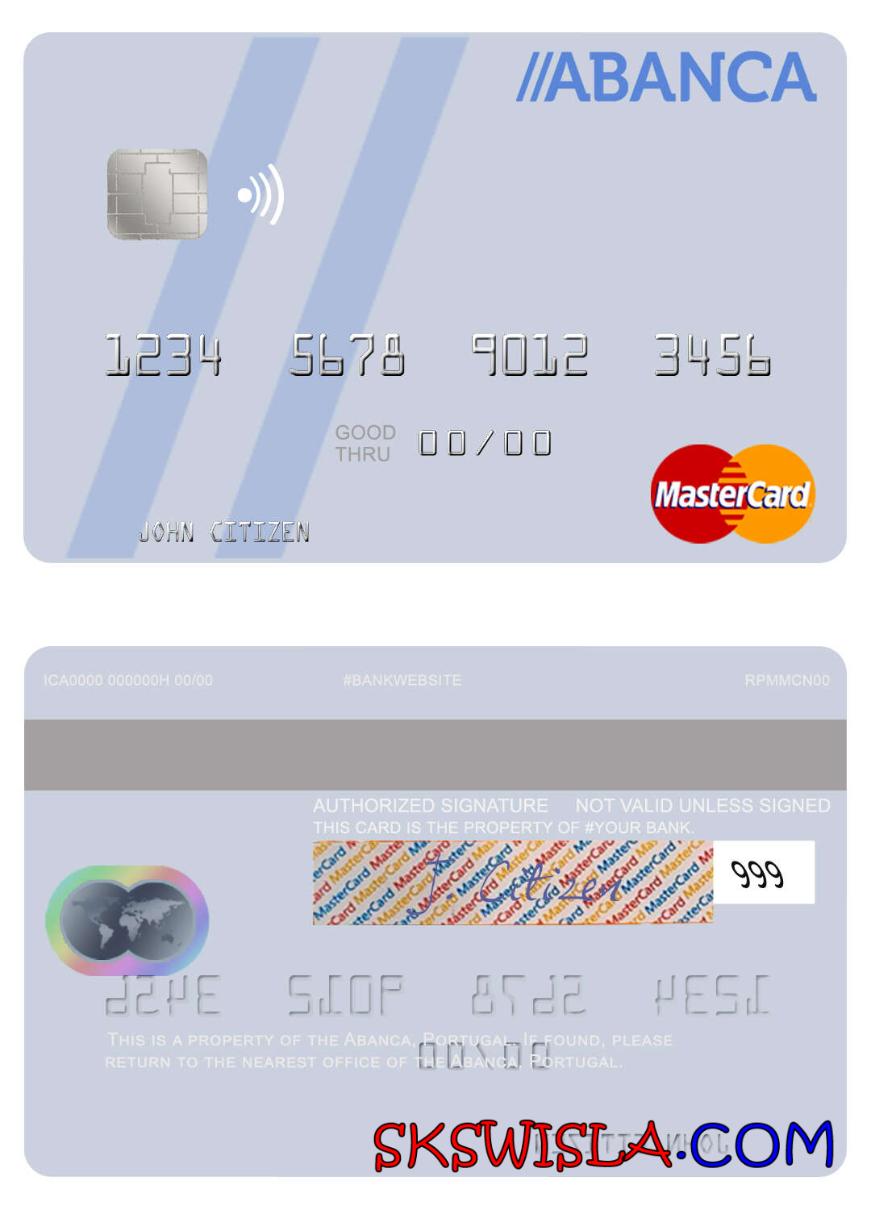 //ABANCA
1234 5678 9012 3456
GOOD THRU 00/00
MasterCard
JOHN CITIZEN
ICA0000 000000H 00/00 #BANKWEBSITE RPMMCN00
AUTHORIZED SIGNATURE NOT VALID UNLESS SIGNED
THIS CARD IS THE PROPERTY OF #YOUR BANK.
J. Citizen 999
This is a property of the Abanca, Portugal. If found, please
return to the nearest office of the Abanca, Portugal.
SKSWISLA.COM